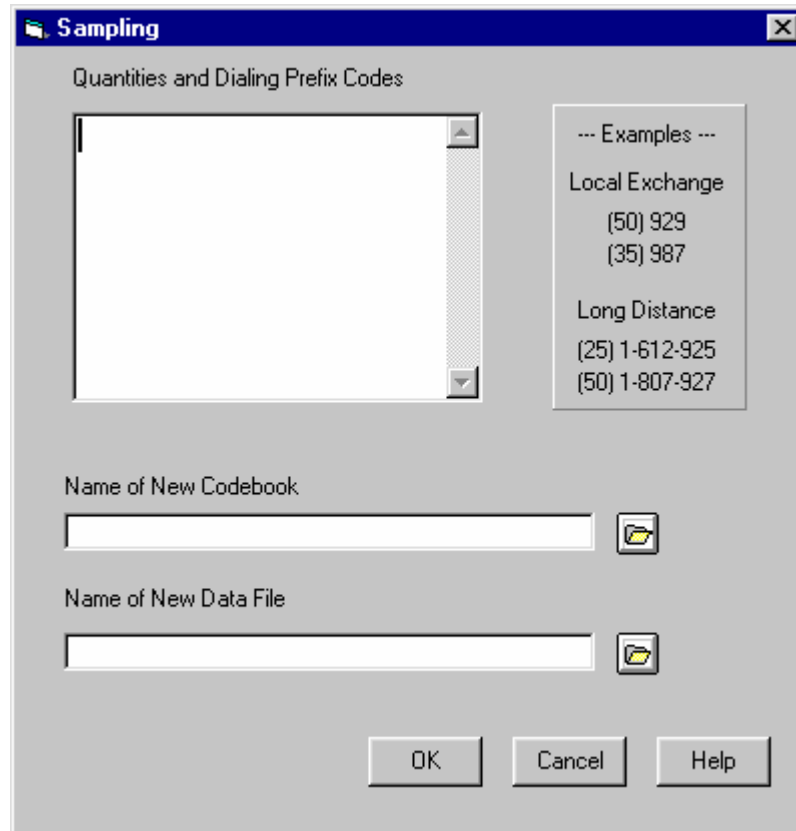 Sampling
Quantities and Dialing Prefix Codes
--- Examples ---
Local Exchange
(50) 929
(35) 987
Long Distance
(25) 1-612-925
(50) 1-807-927
Name of New Codebook
Name of New Data File
OK
Cancel
Help